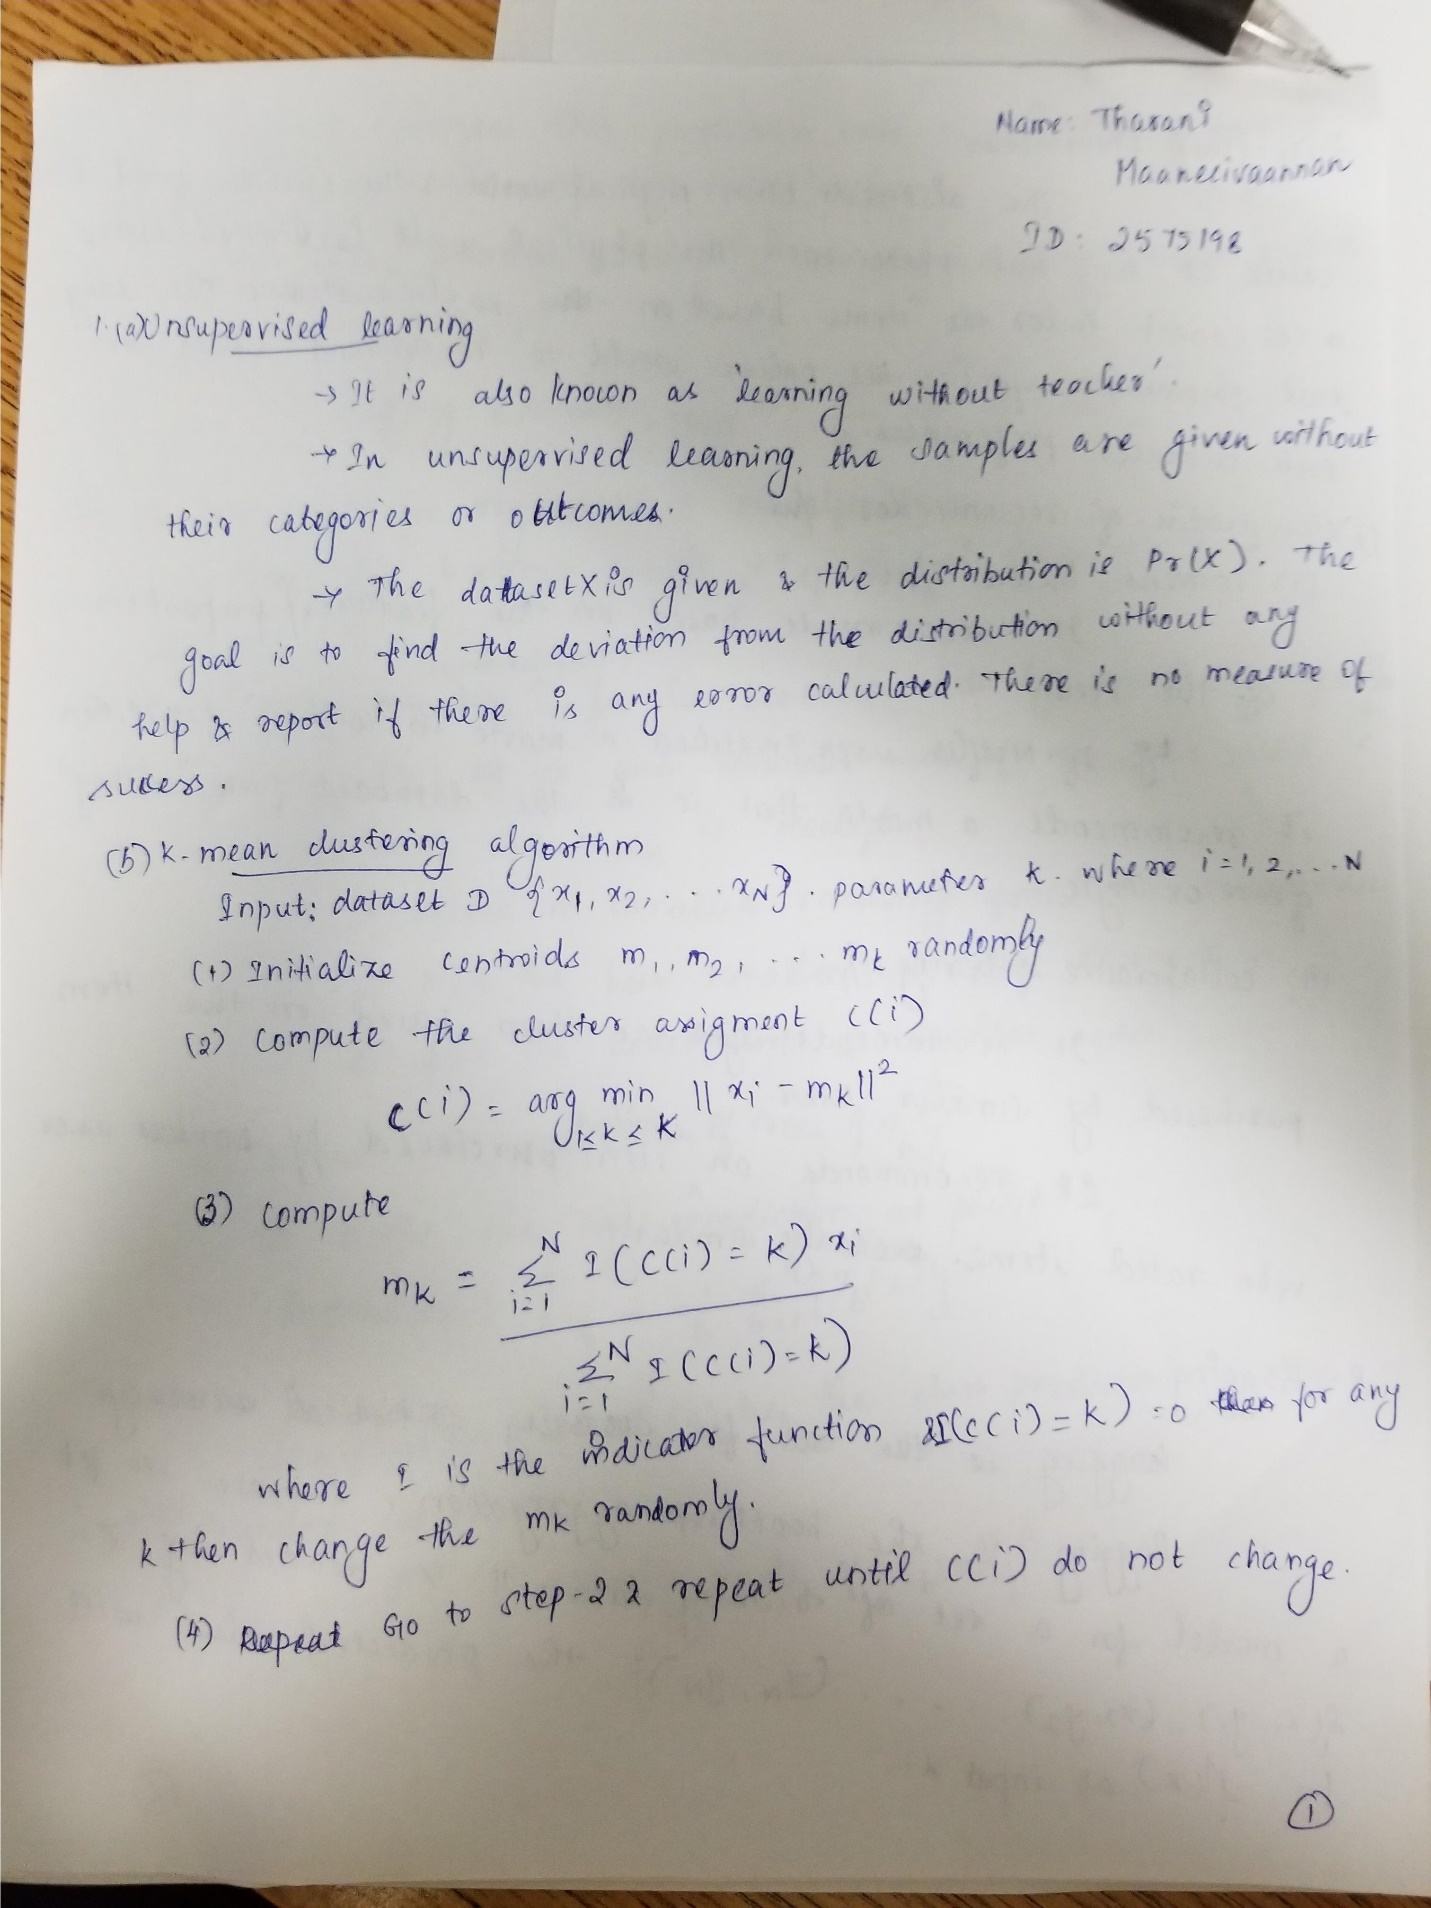 Name: Tharani
Maaneeivaannan
ID: 2575198
1.(a) Unsupervised learning
→ It is also known as 'learning without teacher'.
→ In unsupervised learning, the samples are given without
their categories or outcomes.
→ The dataset X is given & the distribution is Pr(X). The
goal is to find the deviation from the distribution without any
help & report if there is any error calculated. There is no measure of
success.
(b) K-mean clustering algorithm
Input: dataset D {x₁, x₂, ... xN}. parameter k. where i = 1, 2, ... N
(1) Initialize centroids m₁, m₂, ... mk randomly
(2) Compute the cluster assigment C(i)
C(i) = arg min || xi - mk ||²
1≤k≤K
(3) Compute
mk = Σ N i=1 I(C(i) = k) xi
Σ N i=1 I(C(i) = k)
where I is the indicator function I(C(i) = k) = 0 for any
k then change the mk randomly.
(4) Repeat Go to step-2 & repeat until C(i) do not change.
1